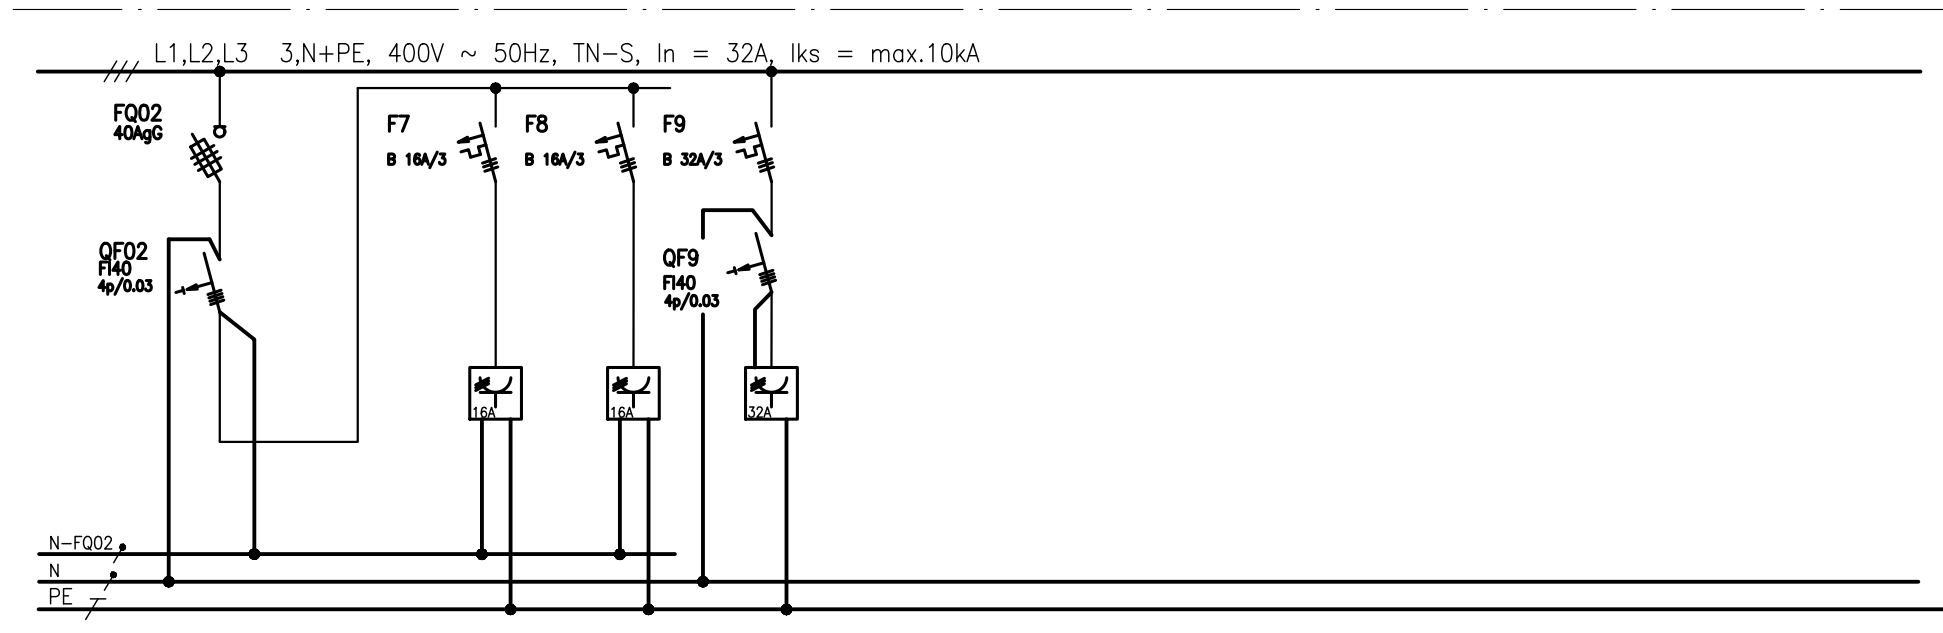 L1,L2,L3 3,N+PE, 400V ~ 50Hz, TN-S, In = 32A, Iks = max.10kA
FQ02
40AgG
F7
B 16A/3
F8
B 16A/3
F9
B 32A/3
QF02
FI40
4p/0.03
QF9
FI40
4p/0.03
16A
16A
32A
N-FQ02
N
PE